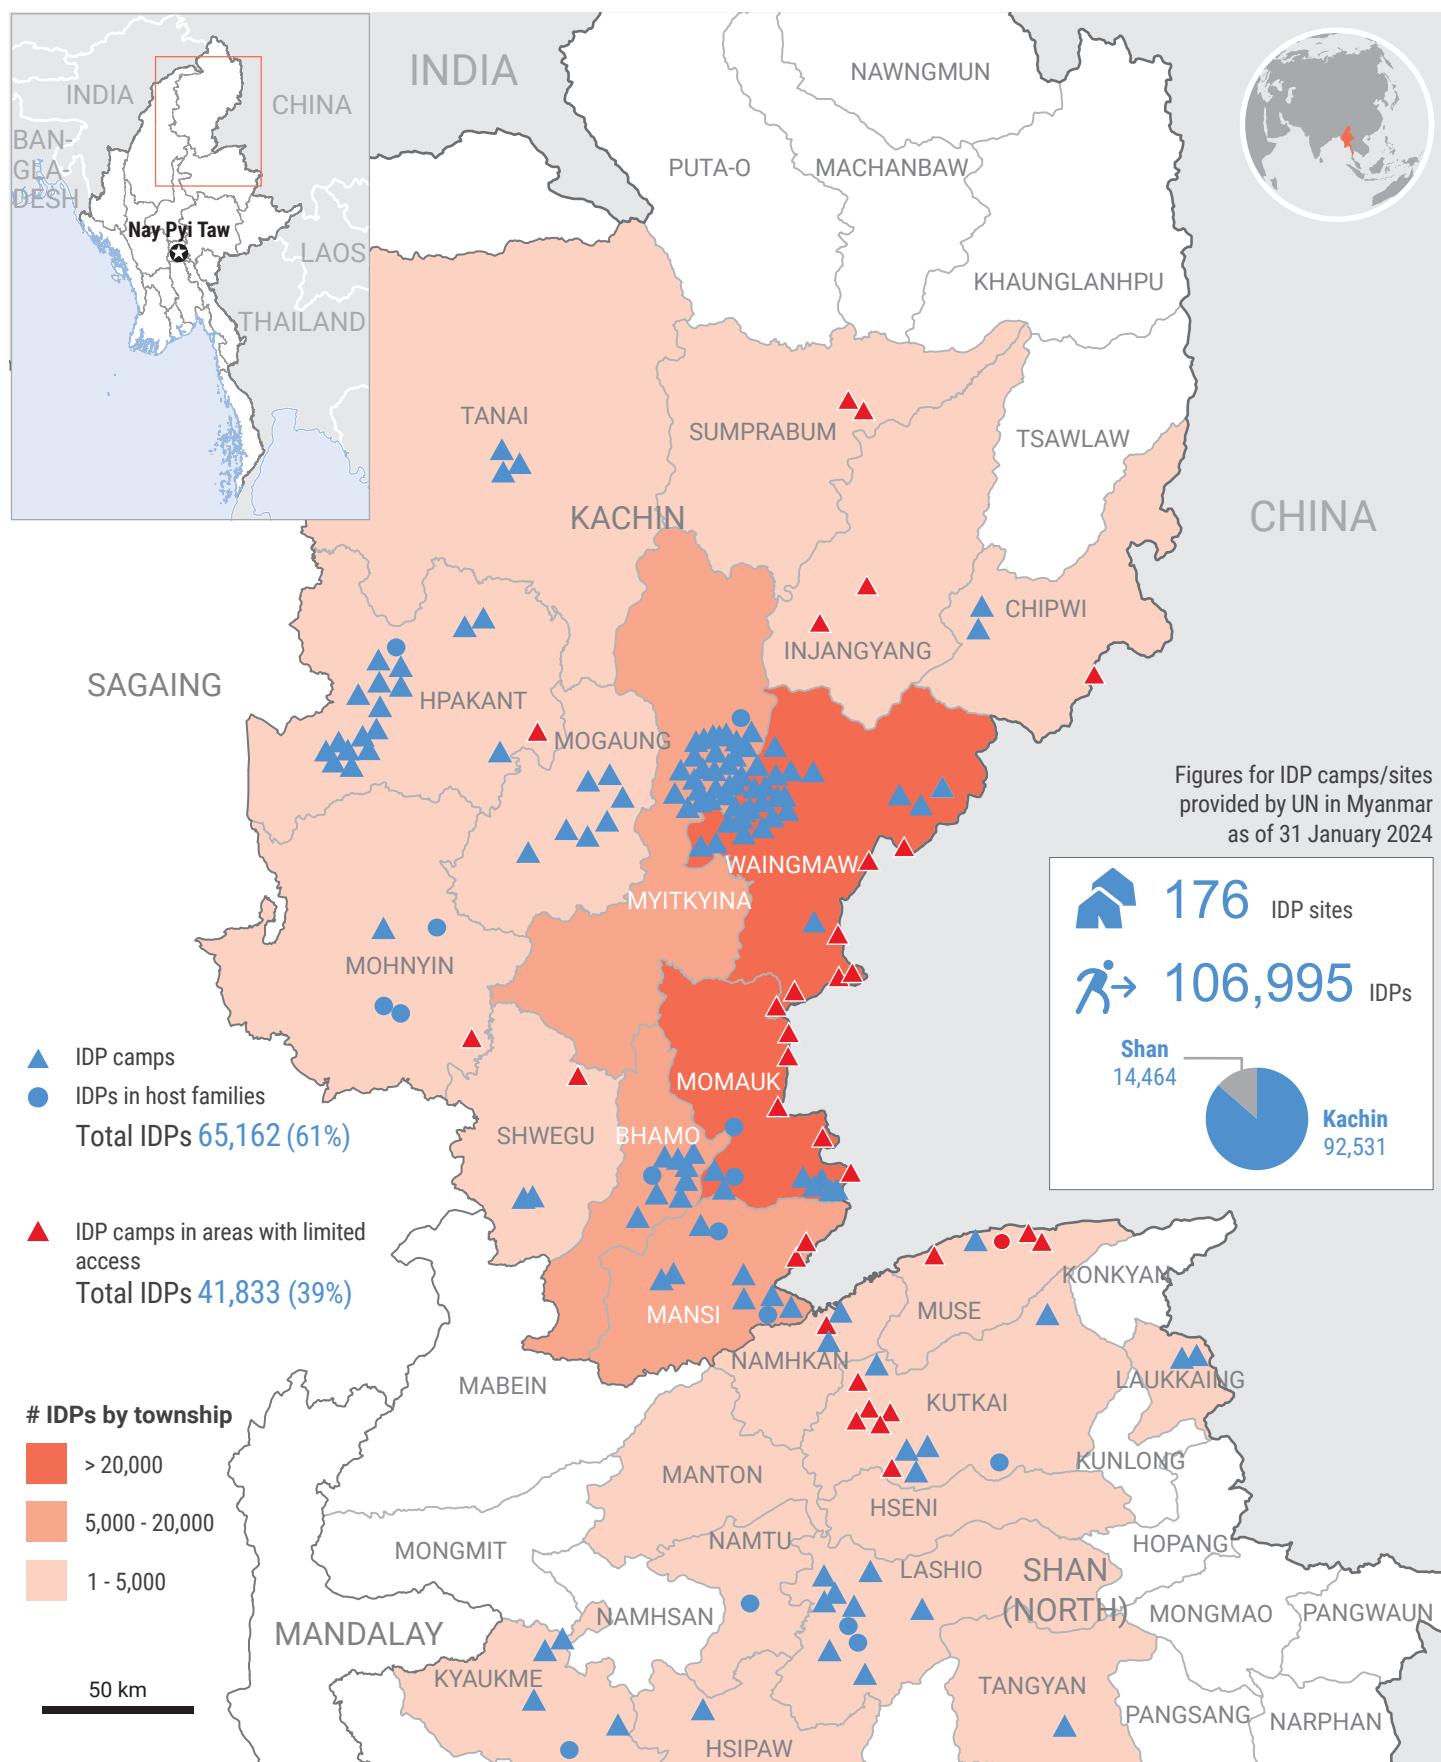 INDIA
CHINA
BAN-
GLA-
DESH
Nay Pyi Taw
LAOS
THAILAND
INDIA
NAWNGMUN
PUTA-O
MACHANBAW
KHAUNGLANHPU
TANAI
SUMPRABUM
TSAWLAW
KACHIN
CHINA
CHIPWI
INJANGYANG
SAGAING
HPAKANT
MOGAUNG
WAINGMAW
MYITKYINA
MOHNYIN
MOMAUK
SHWEGU
BHAMO
MANSI
Figures for IDP camps/sites
provided by UN in Myanmar
as of 31 January 2024
176 IDP sites
106,995 IDPs
Shan
14,464
Kachin
92,531
IDP camps
IDPs in host families
Total IDPs 65,162 (61%)
IDP camps in areas with limited
access
Total IDPs 41,833 (39%)
# IDPs by township
> 20,000
5,000 - 20,000
1 - 5,000
50 km
KONKYAN
MUSE
NAMHKAN
LAUKKAING
MABEIN
KUTKAI
KUNLONG
MANTON
HSENI
NAMTU
HOPANG
MONGMIT
LASHIO
SHAN
(NORTH)
NAMHSAN
MONGMAO
PANGWAUN
MANDALAY
KYAUKME
TANGYAN
PANGSANG
NARPHAN
HSIPAW